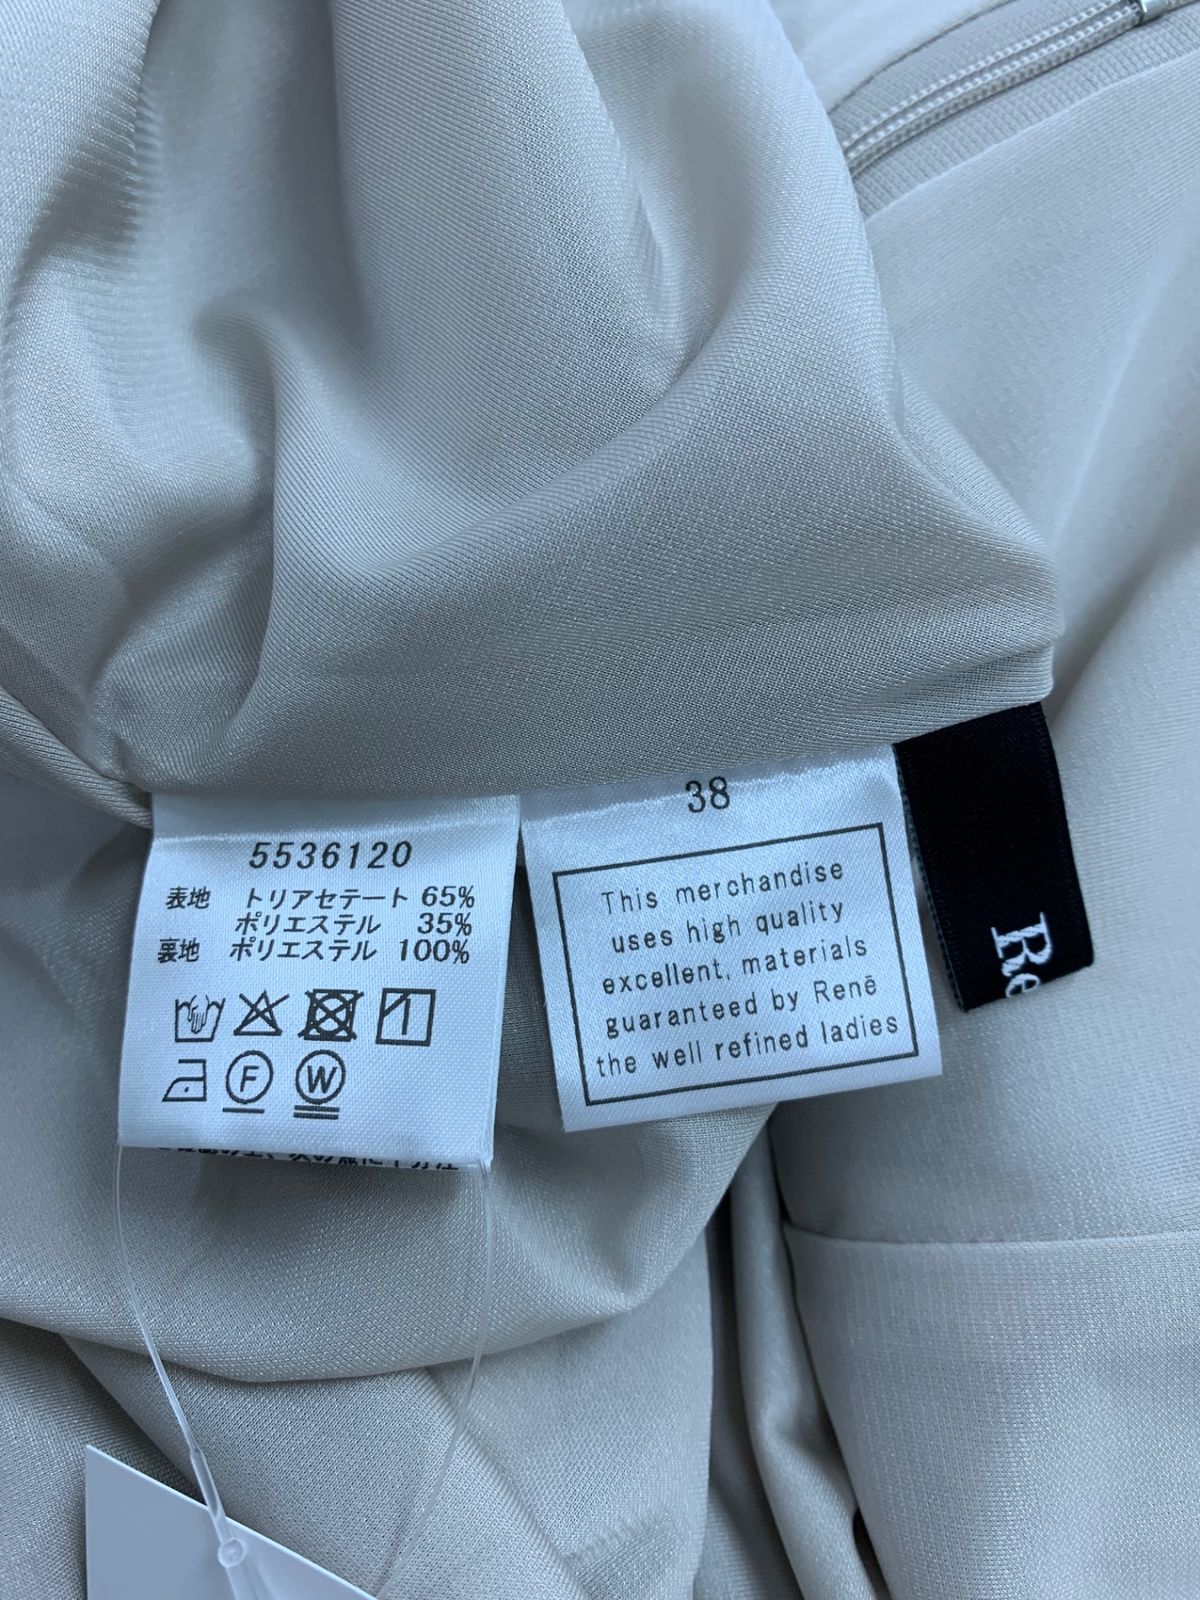 5536120
表地 トリアセテート 65%
ポリエステル 35%
裏地 ポリエステル 100%
F W
38
This merchandise
uses high quality
excellent, materials
guaranteed by Renē
the well refined ladies
Re